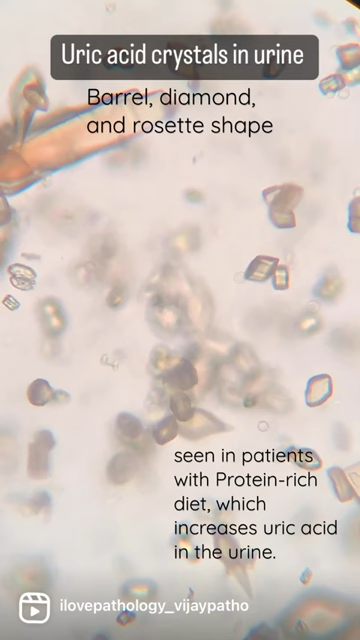 Uric acid crystals in urine
Barrel, diamond,
and rosette shape
seen in patients
with Protein-rich
diet, which
increases uric acid
in the urine.
ilovepathology_vijaypatho